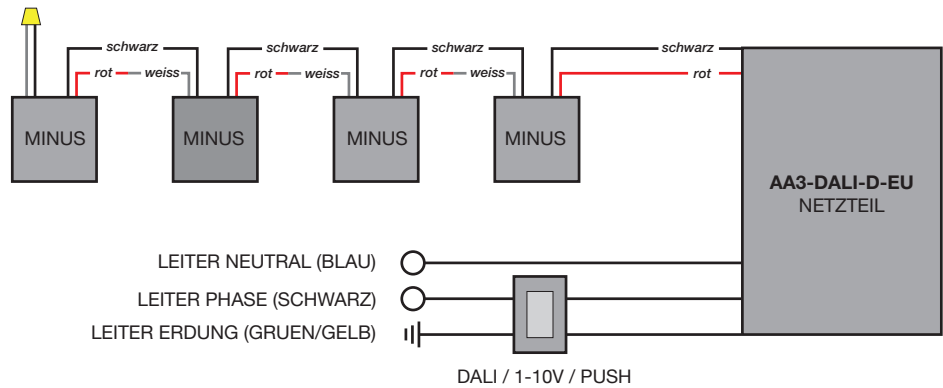 schwarz schwarz schwarz schwarz
rot weiss rot weiss rot weiss rot
MINUS MINUS MINUS MINUS
AA3-DALI-D-EU
NETZTEIL
LEITER NEUTRAL (BLAU)
LEITER PHASE (SCHWARZ)
LEITER ERDUNG (GRUEN/GELB)
DALI / 1-10V / PUSH